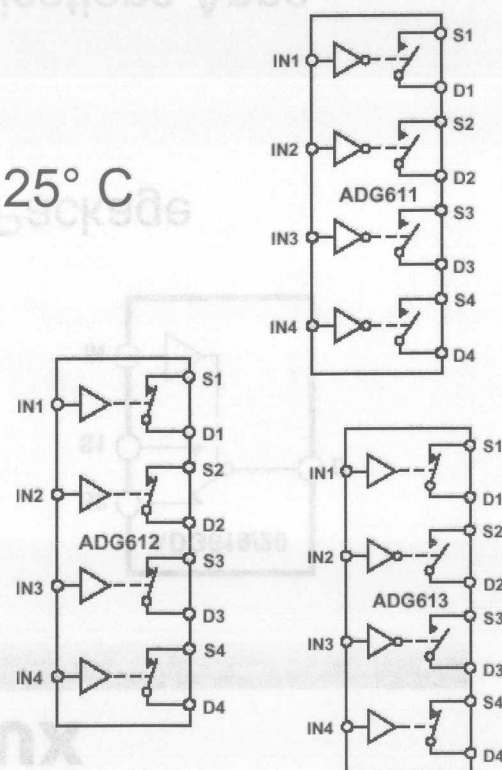 25° C
IN1
S1
D1
IN2
S2
D2
ADG611
IN3
S3
D3
IN4
S4
D4
IN1
S1
D1
IN2
S2
D2
ADG612
IN3
S3
D3
IN4
S4
D4
IN1
S1
D1
IN2
S2
D2
ADG613
IN3
S3
D3
IN4
S4
D4